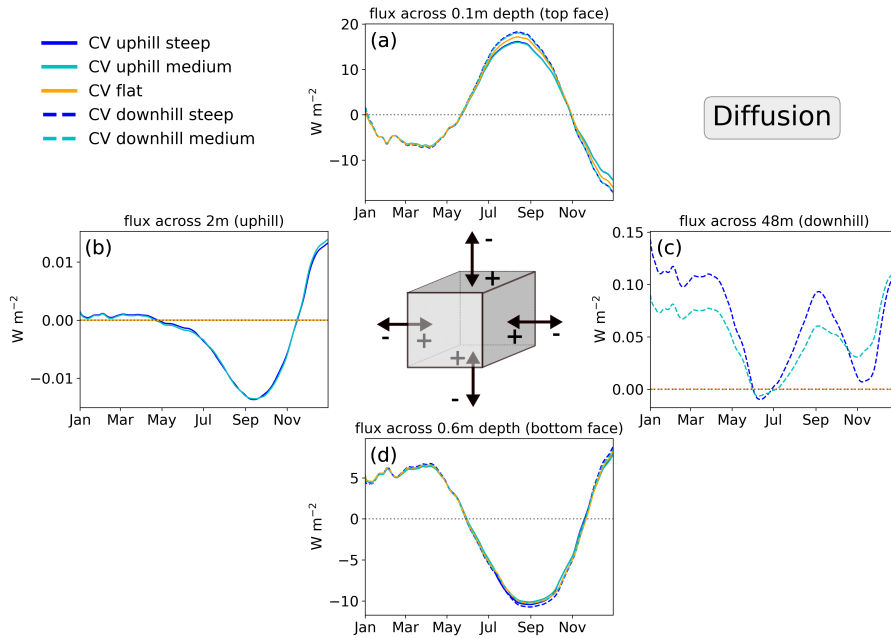 flux across 0.1m depth (top face)
CV uphill steep
CV uphill medium
CV flat
CV downhill steep
CV downhill medium
(a)
W m−2
20
10
0
−10
Jan Mar May Jul Sep Nov
Diffusion
flux across 2m (uphill)
(b)
W m−2
0.01
0.00
−0.01
Jan Mar May Jul Sep Nov
-
+
-
+
+
-
+
-
flux across 48m (downhill)
(c)
W m−2
0.15
0.10
0.05
0.00
Jan Mar May Jul Sep Nov
flux across 0.6m depth (bottom face)
(d)
W m−2
5
0
−5
−10
Jan Mar May Jul Sep Nov